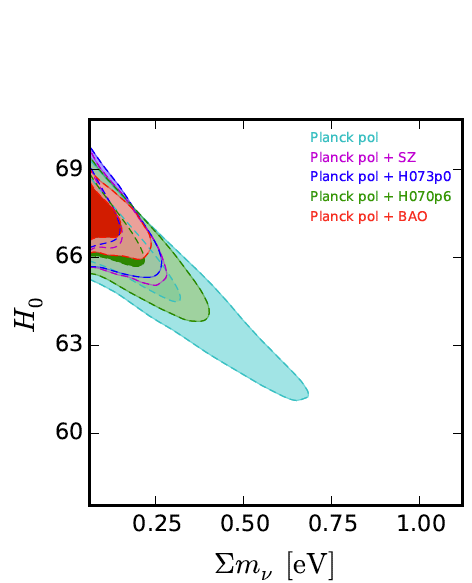 Planck pol
Planck pol + SZ
Planck pol + H073p0
Planck pol + H070p6
Planck pol + BAO
69
66
63
60
H₀
0.25 0.50 0.75 1.00
Σmᵥ [eV]